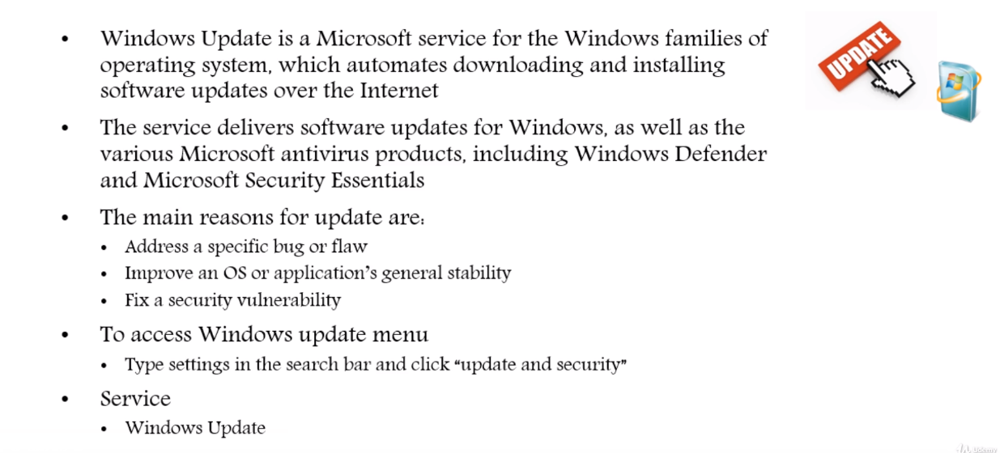 • Windows Update is a Microsoft service for the Windows families of
operating system, which automates downloading and installing
software updates over the Internet
• The service delivers software updates for Windows, as well as the
various Microsoft antivirus products, including Windows Defender
and Microsoft Security Essentials
• The main reasons for update are:
• Address a specific bug or flaw
• Improve an OS or application's general stability
• Fix a security vulnerability
• To access Windows update menu
• Type settings in the search bar and click “update and security”
• Service
• Windows Update
UPDATE
Udemy